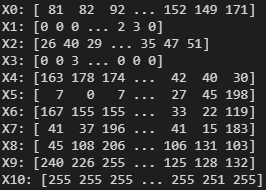 X0: [ 81  82  92 ... 152 149 171]
X1: [0 0 0 ... 2 3 0]
X2: [26 40 29 ... 35 47 51]
X3: [0 0 3 ... 0 0 0]
X4: [163 178 174 ...  42  40  30]
X5: [  7   0   7 ...  27  45 198]
X6: [167 155 155 ...  33  22 119]
X7: [ 41  37 196 ...  41  15 183]
X8: [ 45 108 206 ... 106 131 103]
X9: [240 226 255 ... 125 128 132]
X10: [255 255 255 ... 255 251 255]